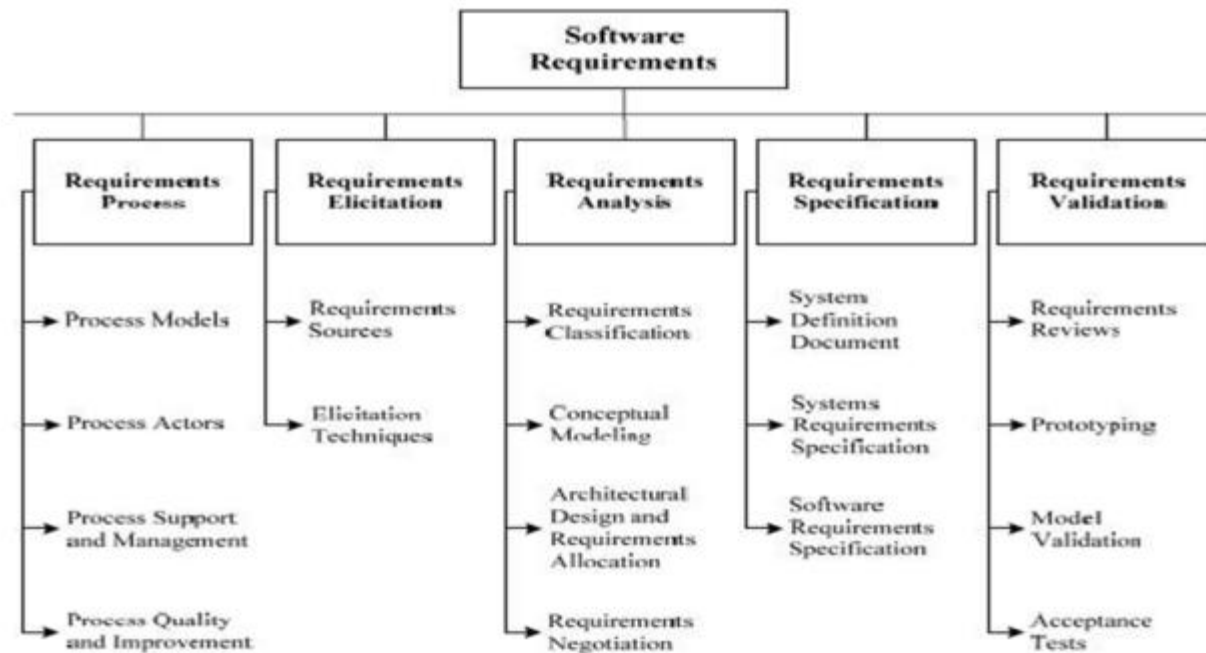 Software
Requirements
Requirements
Process
Requirements
Elicitation
Requirements
Analysis
Requirements
Specification
Requirements
Validation
Process Models
Process Actors
Process Support
and Management
Process Quality
and Improvement
Requirements
Sources
Elicitation
Techniques
Requirements
Classification
Conceptual
Modeling
Architectural
Design and
Requirements
Allocation
Requirements
Negotiation
System
Definition
Document
Systems
Requirements
Specification
Software
Requirements
Specification
Requirements
Reviews
Prototyping
Model
Validation
Acceptance
Tests